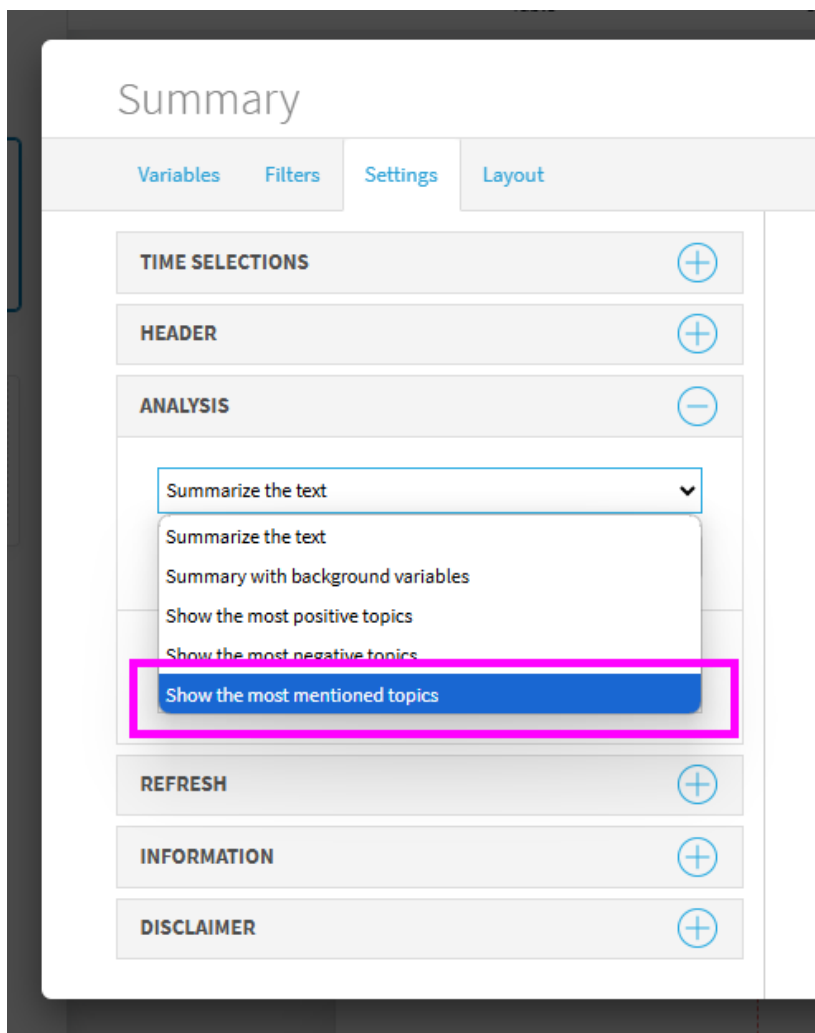 Summary
Variables Filters Settings Layout
TIME SELECTIONS
HEADER
ANALYSIS
Summarize the text
Summarize the text
Summary with background variables
Show the most positive topics
Show the most negative topics
Show the most mentioned topics
REFRESH
INFORMATION
DISCLAIMER